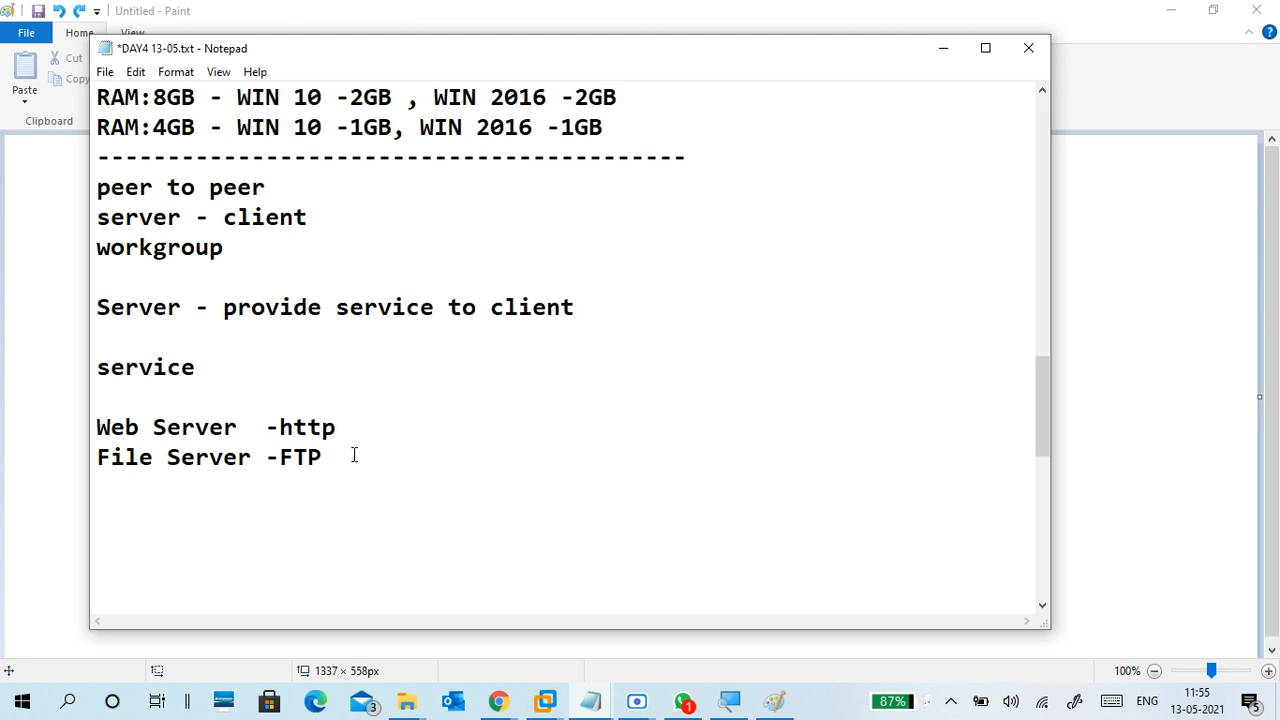 Untitled - Paint
File
Home
View
Cut
Copy
Paste
Clipboard
*DAY4 13-05.txt - Notepad
File Edit Format View Help
RAM:8GB - WIN 10 -2GB , WIN 2016 -2GB
RAM:4GB - WIN 10 -1GB, WIN 2016 -1GB
------------------------------------------
peer to peer
server - client
workgroup
Server - provide service to client
service
Web Server -http
File Server -FTP
1337 × 558px
100%
3
1
87%
ENG
11:55
13-05-2021
5